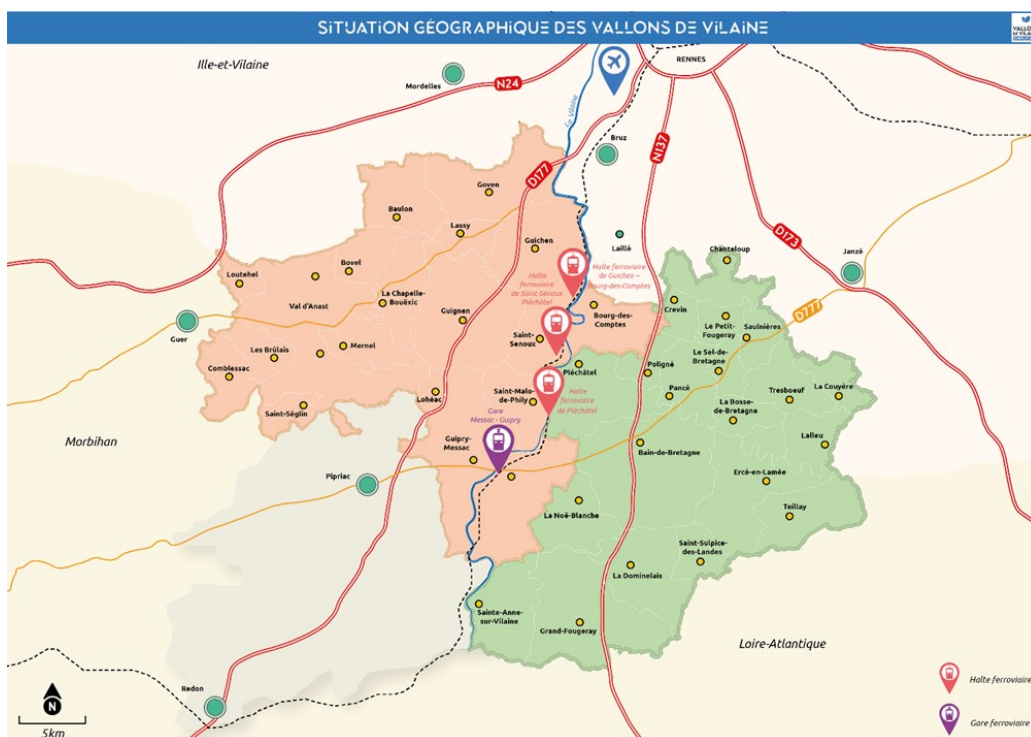 SITUATION GÉOGRAPHIQUE DES VALLONS DE VILAINE
VALLONS
DE VILAINE
Ille-et-Vilaine
Mordelles
N24
La Vilaine
RENNES
Bruz
N137
D177
Goven
Baulon
Lassy
Guichen
Laillé
Chanteloup
D173
Janzé
Loutehel
Bovel
Val d'Anast
La Chapelle-
Bouëxic
Guignen
Halte
ferroviaire
de Saint-Senoux
Pléchâtel
Halte ferroviaire
de Guichen –
Bourg-des-Comptes
Bourg-des-
Comptes
Crevin
Le Petit-
Fougeray
Saulnières
D777
Guer
Les Brûlais
Mernel
Comblessac
Saint-Séglin
Lohéac
Saint-
Senoux
Pléchâtel
Poligné
Le Sel-de-
Bretagne
Pancé
Tresboeuf
La Couyère
La Bosse-
de-Bretagne
Saint-Malo-
de-Phily
Halte
ferroviaire
de Pléchâtel
Gare
Messac - Guipry
Guipry-
Messac
Morbihan
Pipriac
Bain-de-Bretagne
Lalleu
Ercé-en-Lamée
Teillay
La Noë-Blanche
Saint-Sulpice-
des-Landes
La Dominelais
Sainte-Anne-
sur-Vilaine
Grand-Fougeray
Loire-Atlantique
Redon
N
5km
Halte ferroviaire
Gare ferroviaire